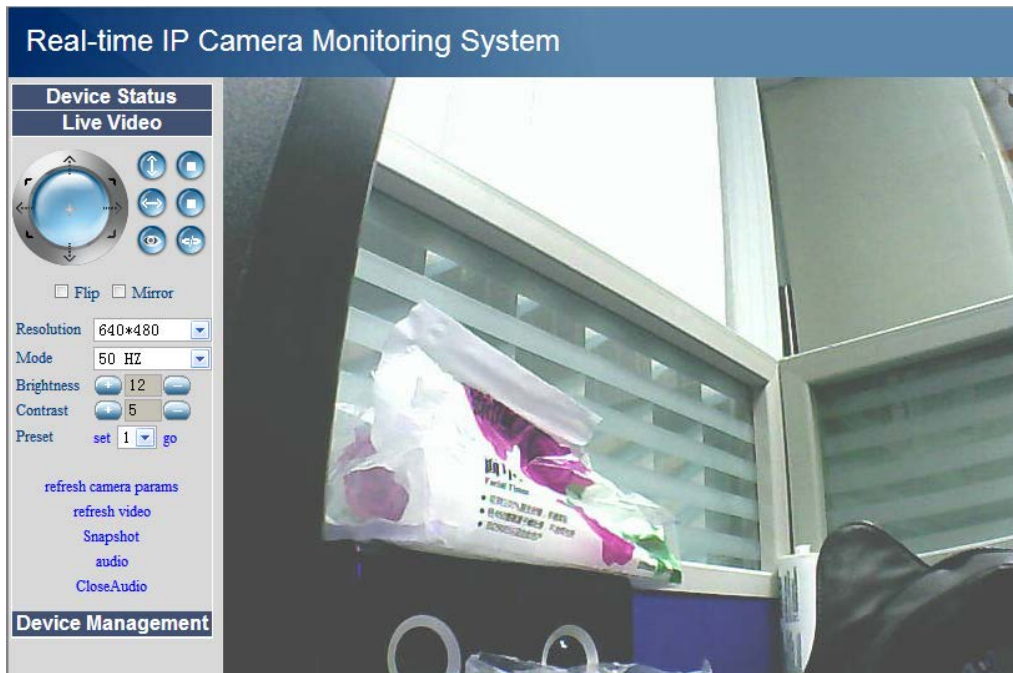 Real-time IP Camera Monitoring System
Device Status
Live Video
Flip Mirror
Resolution 640*480
Mode 50 HZ
Brightness + 12 −
Contrast + 5 −
Preset set 1 go
refresh camera params
refresh video
Snapshot
audio
CloseAudio
Device Management
Facial Tissue